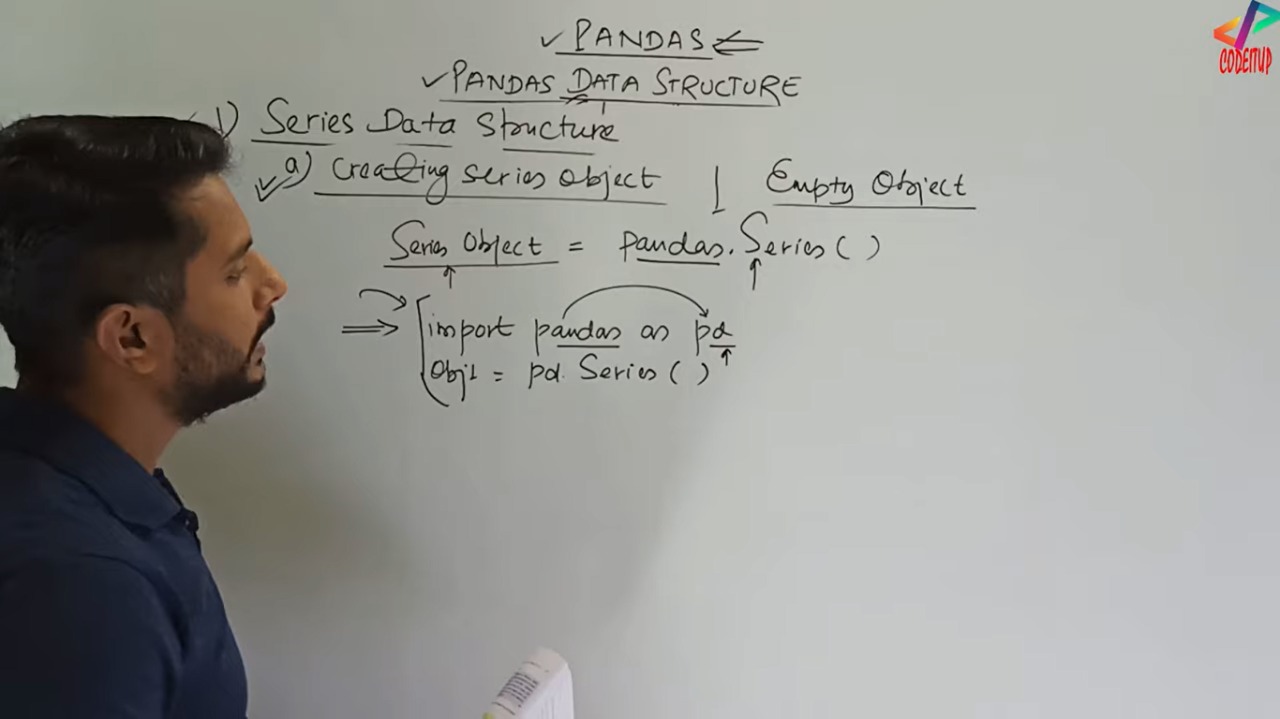 ✓ PANDAS ⇐
✓ PANDAS DATA STRUCTURE
1) Series Data Structure
a) Creating series object | Empty Object
Series Object = pandas.Series()
⇒ import pandas as pd
Obj1 = pd.Series()
CODEITUP